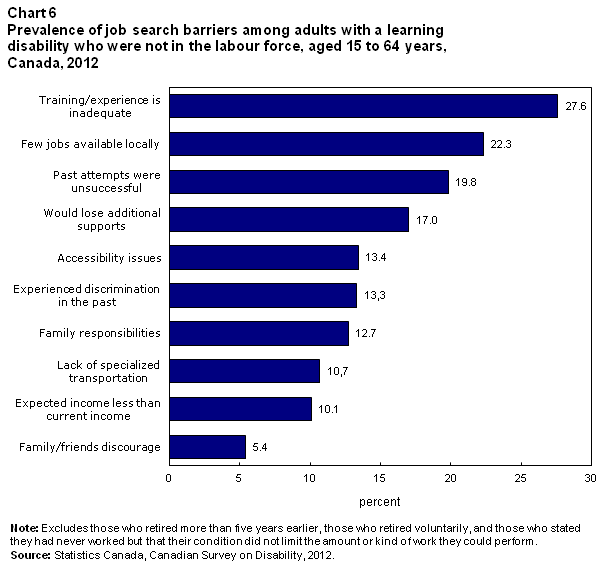 Chart 6
Prevalence of job search barriers among adults with a learning
disability who were not in the labour force, aged 15 to 64 years,
Canada, 2012
Training/experience is
inadequate
27.6
Few jobs available locally
22.3
Past attempts were
unsuccessful
19.8
Would lose additional
supports
17.0
Accessibility issues
13.4
Experienced discrimination
in the past
13,3
Family responsibilities
12.7
Lack of specialized
transportation
10,7
Expected income less than
current income
10.1
Family/friends discourage
5.4
0 5 10 15 20 25 30
percent
Note: Excludes those who retired more than five years earlier, those who retired voluntarily, and those who stated
they had never worked but that their condition did not limit the amount or kind of work they could perform.
Source: Statistics Canada, Canadian Survey on Disability, 2012.